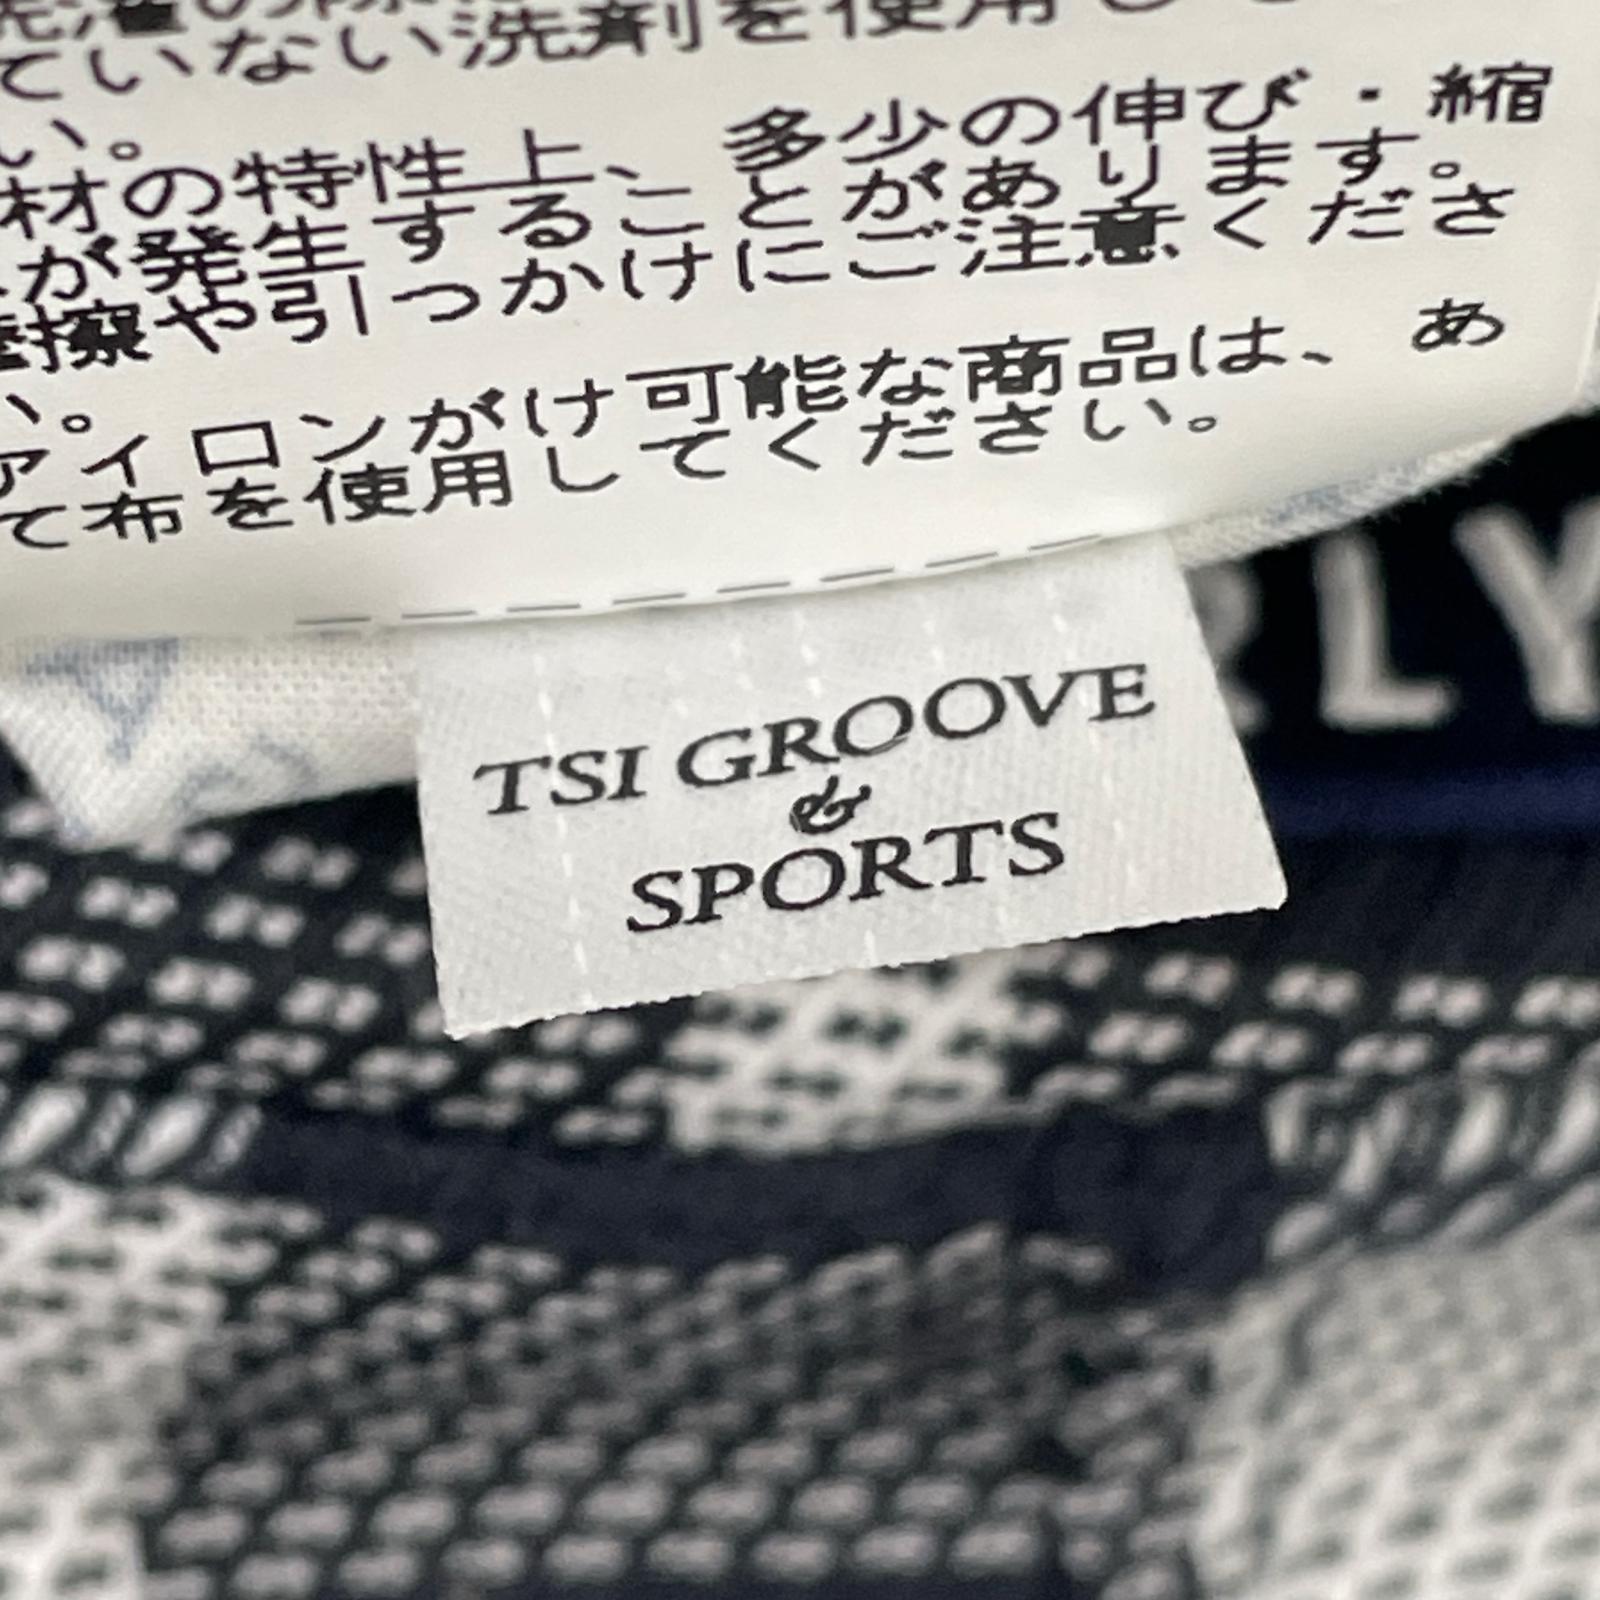 ていない洗剤を使用し
い。
材の特性上、多少の伸び・縮
が発生することがあります。
擦や引っかけにご注意くださ
い。
アイロンがけ可能な商品は、あ
て布を使用してください。
TSI GROOVE
&
SPORTS
RLY